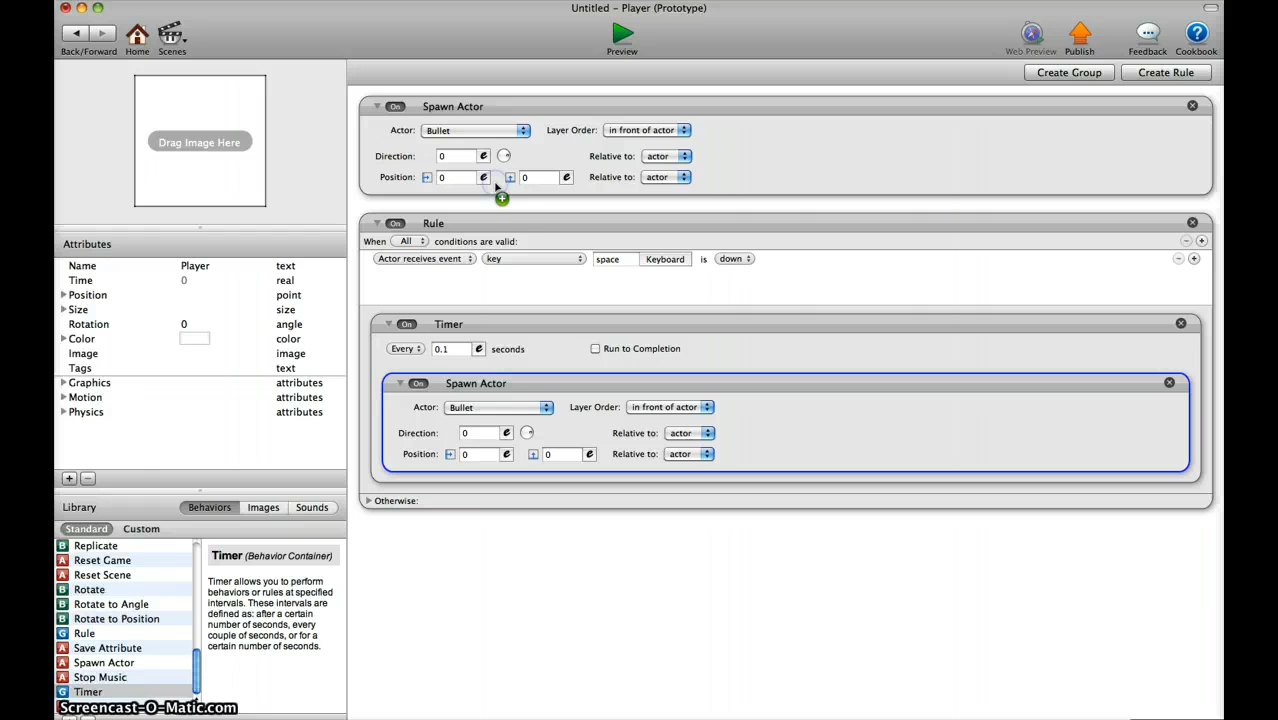 Untitled - Player (Prototype)
Back/Forward Home Scenes Preview Web Preview Publish Feedback Cookbook
Create Group Create Rule
Drag Image Here
On Spawn Actor
Actor: Bullet Layer Order: in front of actor
Direction: 0 e Relative to: actor
Position: 0 e 0 e Relative to: actor
On Rule
When All conditions are valid:
Actor receives event key space Keyboard is down
On Timer
Every 0.1 e seconds Run to Completion
On Spawn Actor
Actor: Bullet Layer Order: in front of actor
Direction: 0 e Relative to: actor
Position: 0 e 0 e Relative to: actor
Otherwise:
Attributes
Name Player text
Time 0 real
Position point
Size size
Rotation 0 angle
Color color
Image image
Tags text
Graphics attributes
Motion attributes
Physics attributes
Library Behaviors Images Sounds
Standard Custom
B Replicate
A Reset Game
A Reset Scene
B Rotate
B Rotate to Angle
B Rotate to Position
G Rule
A Save Attribute
A Spawn Actor
A Stop Music
G Timer
Timer (Behavior Container)
Timer allows you to perform
behaviors or rules at specified
intervals. These intervals are
defined as: after a certain
number of seconds, every
couple of seconds, or for a
certain number of seconds.
Screencast-O-Matic.com